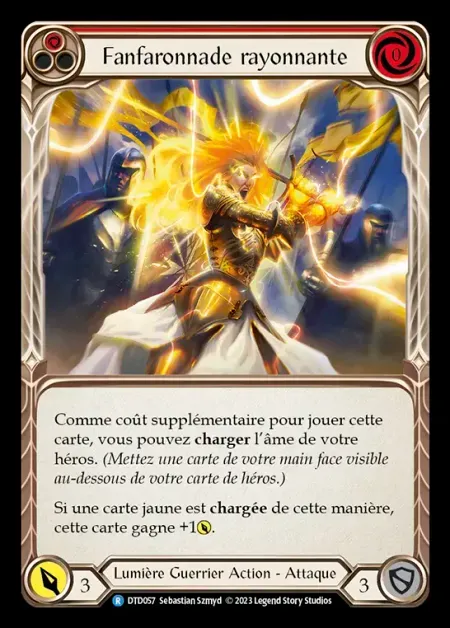 Fanfaronnade rayonnante
0
Comme coût supplémentaire pour jouer cette
carte, vous pouvez charger l'âme de votre
héros. (Mettez une carte de votre main face visible
au-dessous de votre carte de héros.)
Si une carte jaune est chargée de cette manière,
cette carte gagne +1.
3
Lumière Guerrier Action - Attaque
3
R DTD057 Sebastian Szmyd © 2023 Legend Story Studios